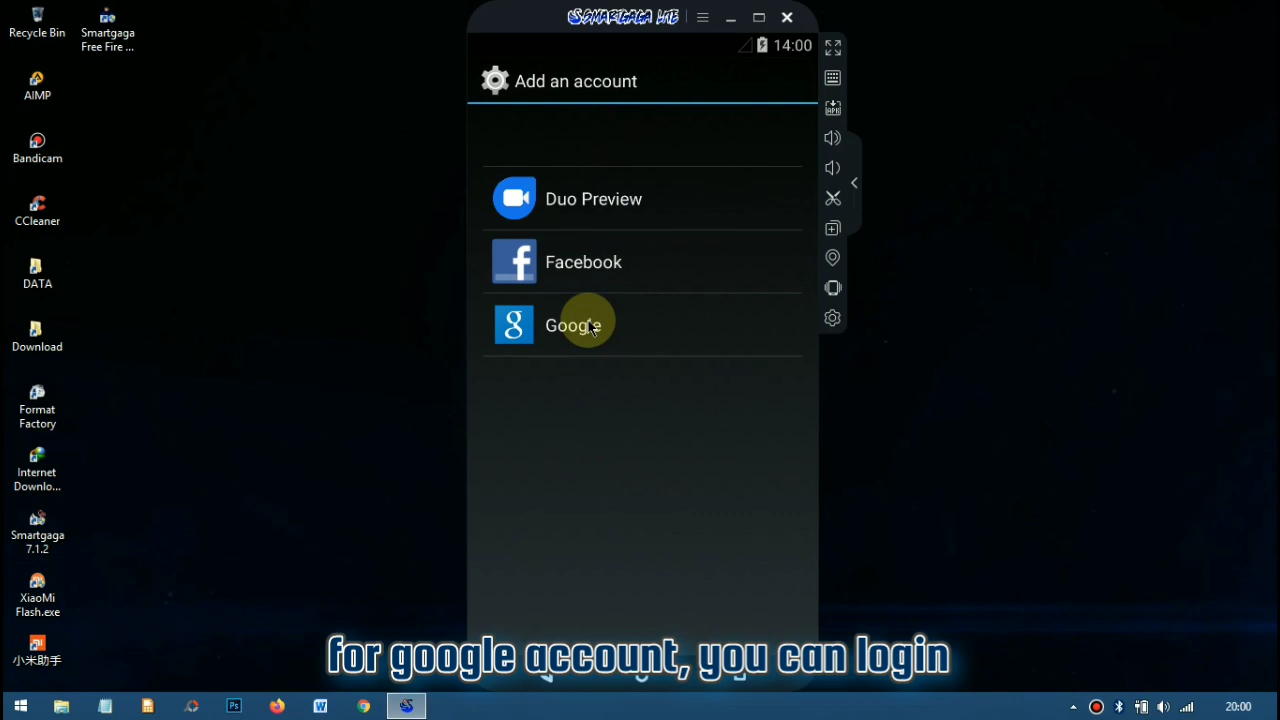 Recycle Bin
Smartgaga
Free Fire ...
AIMP
Bandicam
CCleaner
DATA
Download
Format
Factory
Internet
Downlo...
Smartgaga
7.1.2
XiaoMi
Flash.exe
小米助手
SMARTGAGA LITE
14:00
Add an account
Duo Preview
Facebook
Google
APK
for google account, you can login
20:00